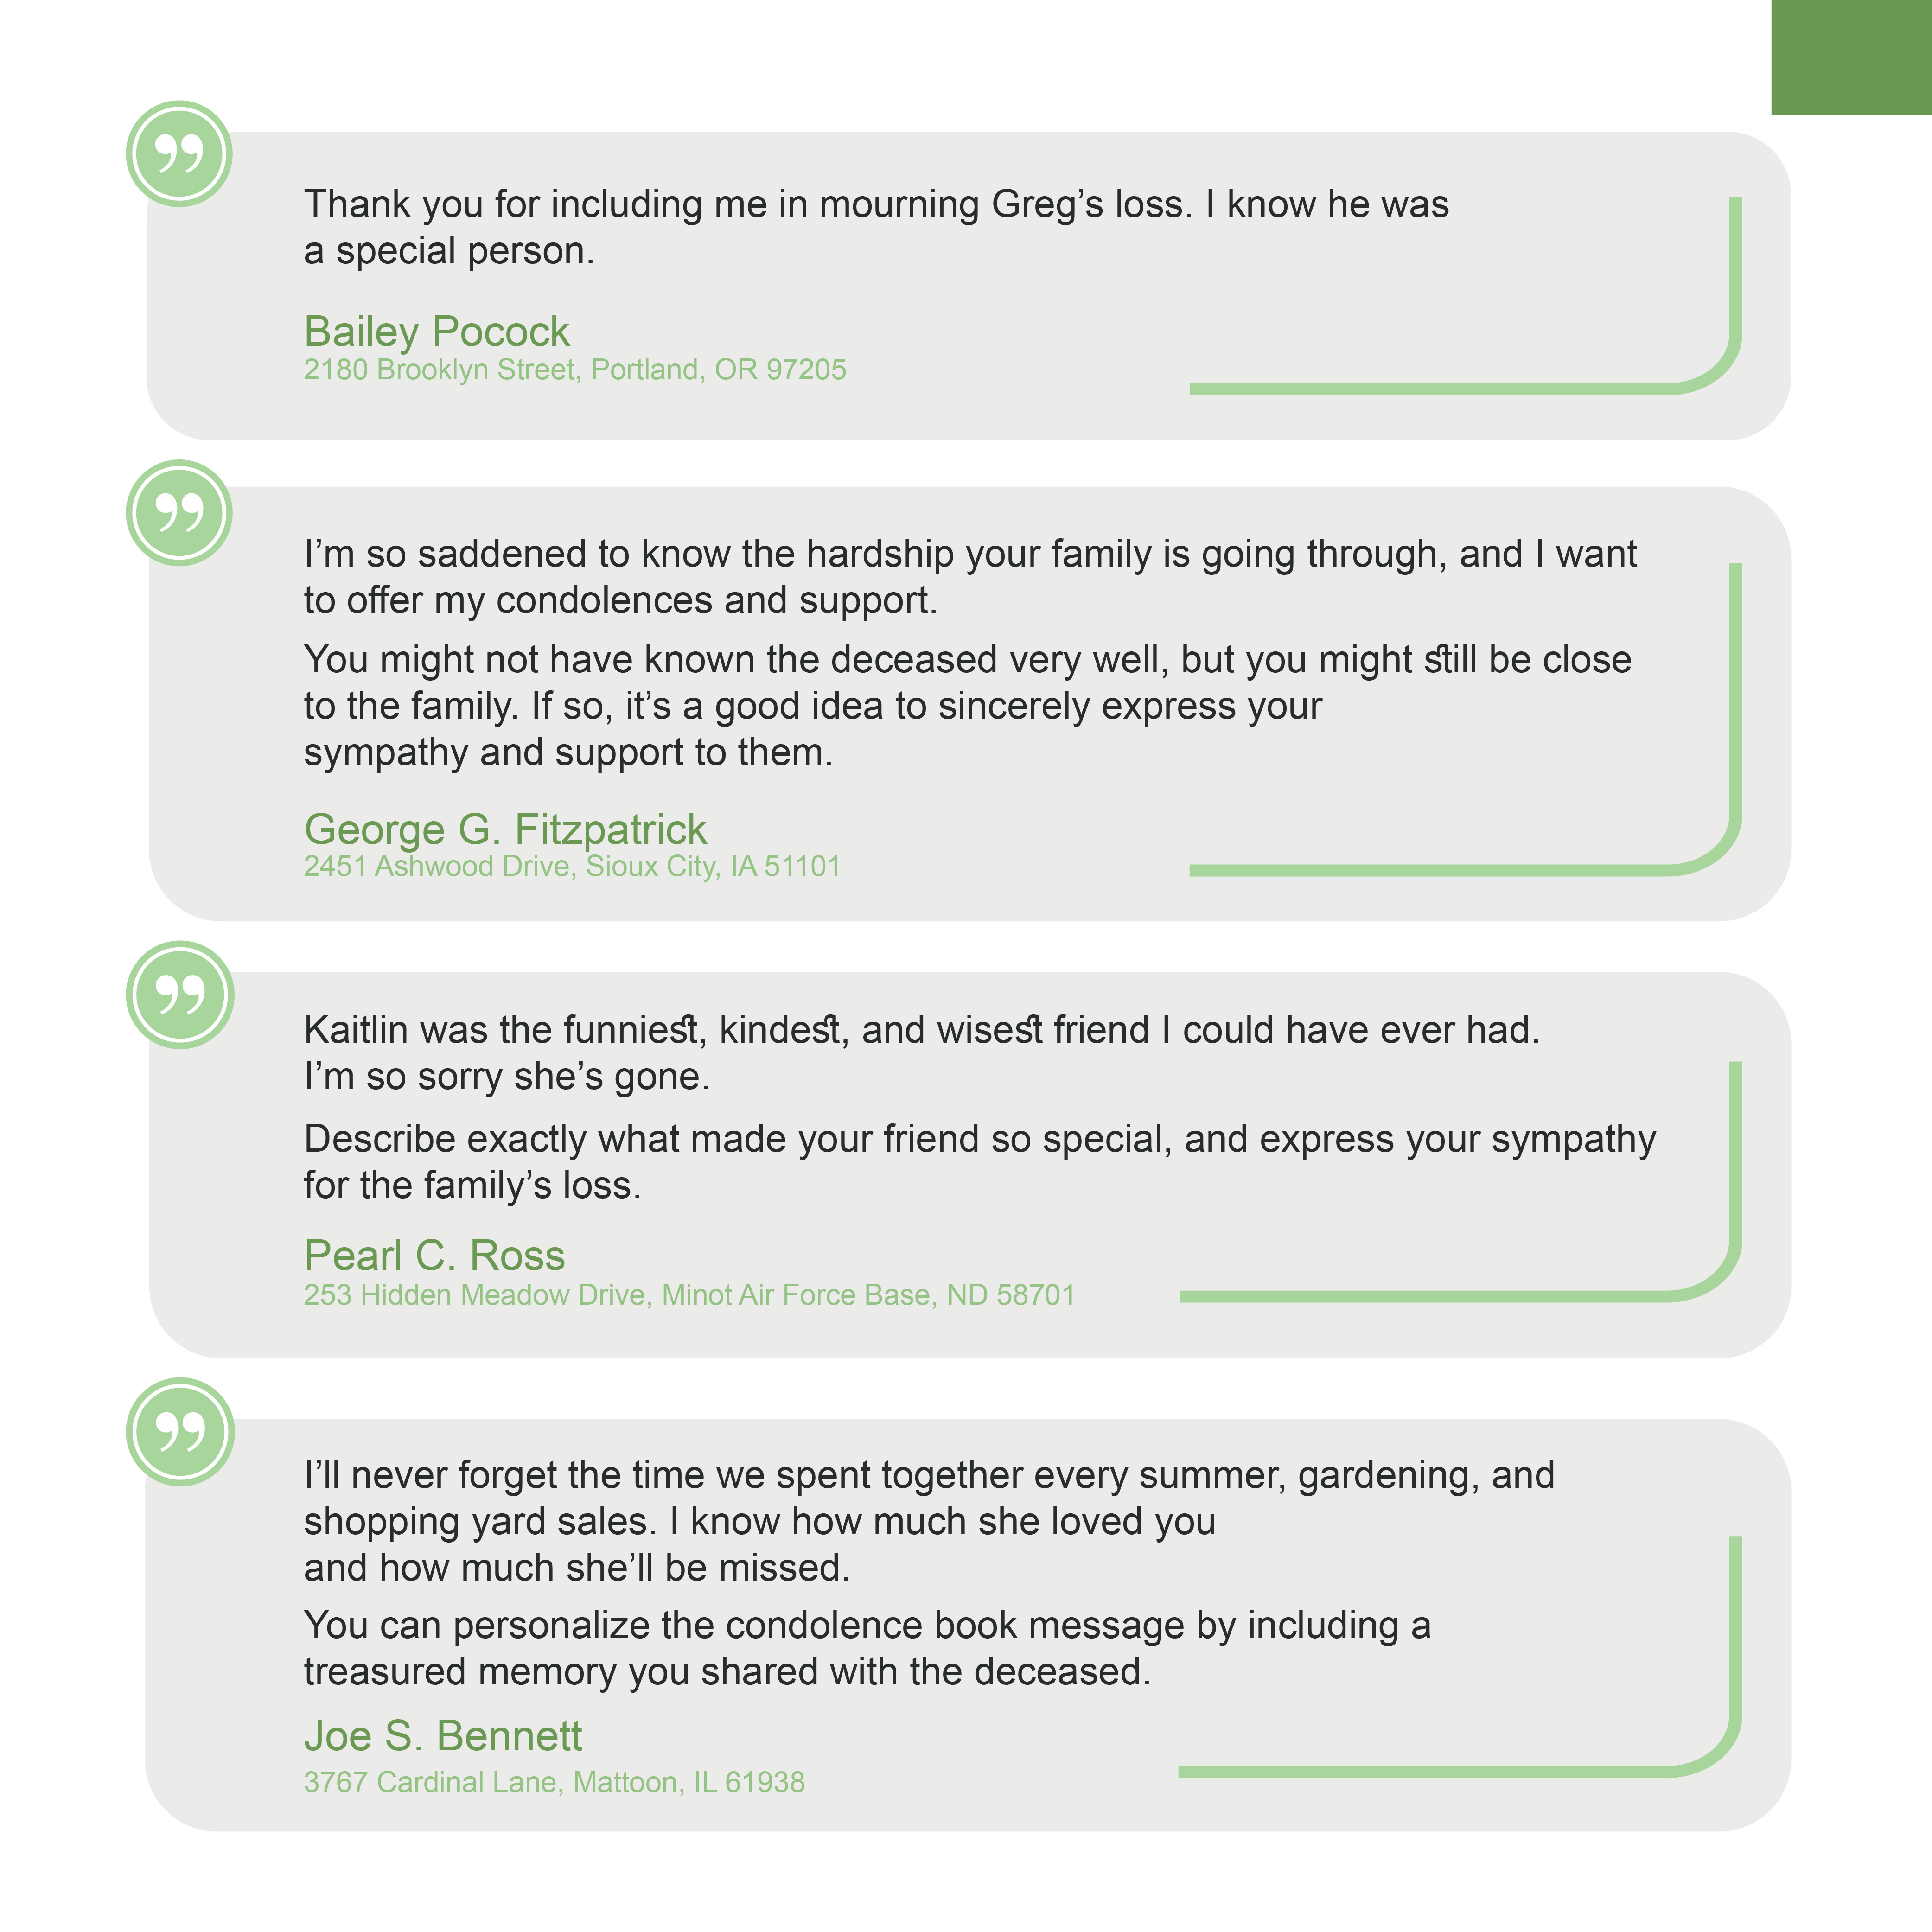 Thank you for including me in mourning Greg’s loss. I know he was
a special person.
Bailey Pocock
2180 Brooklyn Street, Portland, OR 97205
I’m so saddened to know the hardship your family is going through, and I want
to offer my condolences and support.
You might not have known the deceased very well, but you might still be close
to the family. If so, it’s a good idea to sincerely express your
sympathy and support to them.
George G. Fitzpatrick
2451 Ashwood Drive, Sioux City, IA 51101
Kaitlin was the funniest, kindest, and wisest friend I could have ever had.
I’m so sorry she’s gone.
Describe exactly what made your friend so special, and express your sympathy
for the family’s loss.
Pearl C. Ross
253 Hidden Meadow Drive, Minot Air Force Base, ND 58701
I’ll never forget the time we spent together every summer, gardening, and
shopping yard sales. I know how much she loved you
and how much she’ll be missed.
You can personalize the condolence book message by including a
treasured memory you shared with the deceased.
Joe S. Bennett
3767 Cardinal Lane, Mattoon, IL 61938